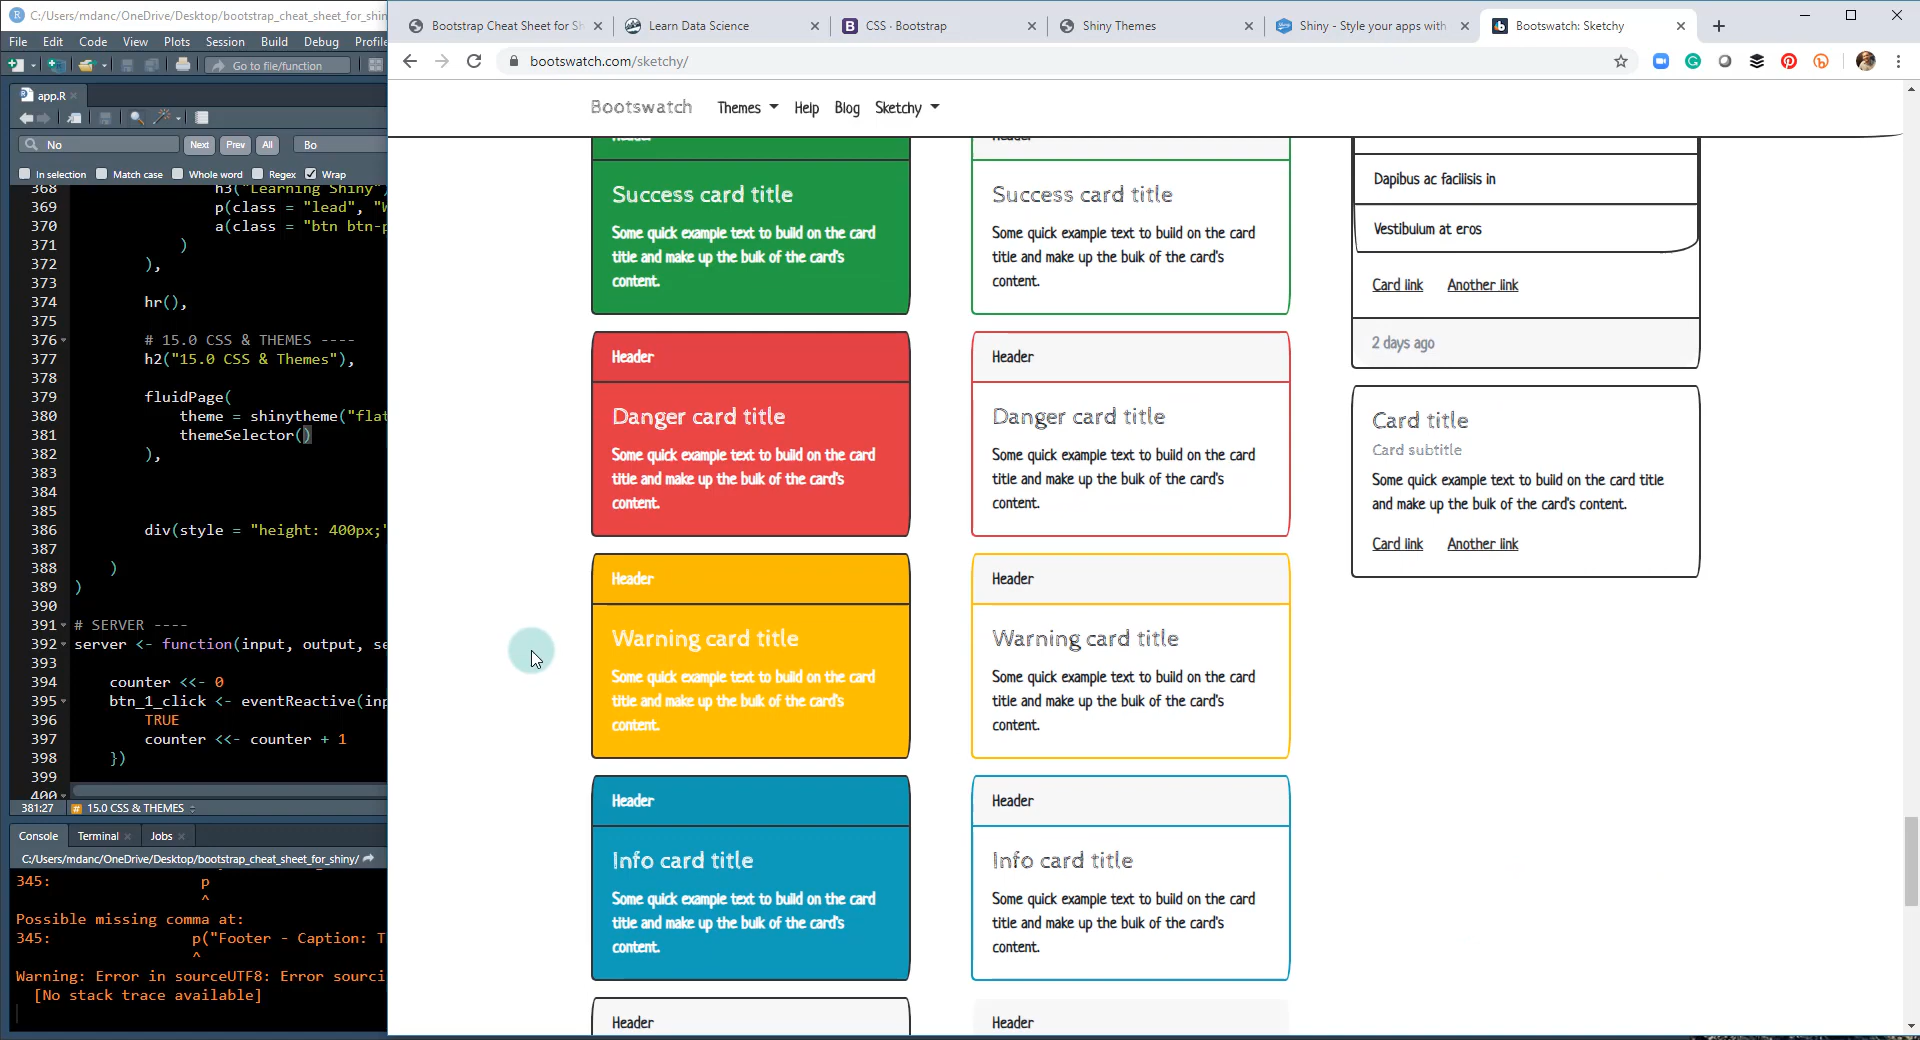 C:/Users/mdanc/OneDrive/Desktop/bootstrap_cheat_sheet_for_shiny
File Edit Code View Plots Session Build Debug Profile
Go to file/function
app.R
No Next Prev All Bo
In selection Match case Whole word Regex Wrap
368 h3("Learning Shiny")
369 p(class = "lead", "W
370 a(class = "btn btn-p
371 )
372 ),
373
374 hr(),
375
376 # 15.0 CSS & THEMES ----
377 h2("15.0 CSS & Themes"),
378
379 fluidPage(
380 theme = shinytheme("flat
381 themeSelector()
382 ),
383
384
385
386 div(style = "height: 400px;"
387
388 )
389 )
390
391 # SERVER ----
392 server <- function(input, output, se
393
394 counter <<- 0
395 btn_1_click <- eventReactive(inp
396 TRUE
397 counter <<- counter + 1
398 })
399
400
381:27 # 15.0 CSS & THEMES
Console Terminal Jobs
C:/Users/mdanc/OneDrive/Desktop/bootstrap_cheat_sheet_for_shiny/
345: p
^
Possible missing comma at:
345: p("Footer - Caption: T
^
Warning: Error in sourceUTF8: Error sourci
[No stack trace available]
Bootstrap Cheat Sheet for Sh Learn Data Science CSS · Bootstrap Shiny Themes Shiny - Style your apps with Bootswatch: Sketchy
bootswatch.com/sketchy/
Bootswatch Themes Help Blog Sketchy
Header
Success card title
Some quick example text to build on the card
title and make up the bulk of the card's
content.
Header
Danger card title
Some quick example text to build on the card
title and make up the bulk of the card's
content.
Header
Warning card title
Some quick example text to build on the card
title and make up the bulk of the card's
content.
Header
Info card title
Some quick example text to build on the card
title and make up the bulk of the card's
content.
Header
Header
Success card title
Some quick example text to build on the card
title and make up the bulk of the card's
content.
Header
Danger card title
Some quick example text to build on the card
title and make up the bulk of the card's
content.
Header
Warning card title
Some quick example text to build on the card
title and make up the bulk of the card's
content.
Header
Info card title
Some quick example text to build on the card
title and make up the bulk of the card's
content.
Header
Dapibus ac facilisis in
Vestibulum at eros
Card link Another link
2 days ago
Card title
Card subtitle
Some quick example text to build on the card title
and make up the bulk of the card's content.
Card link Another link